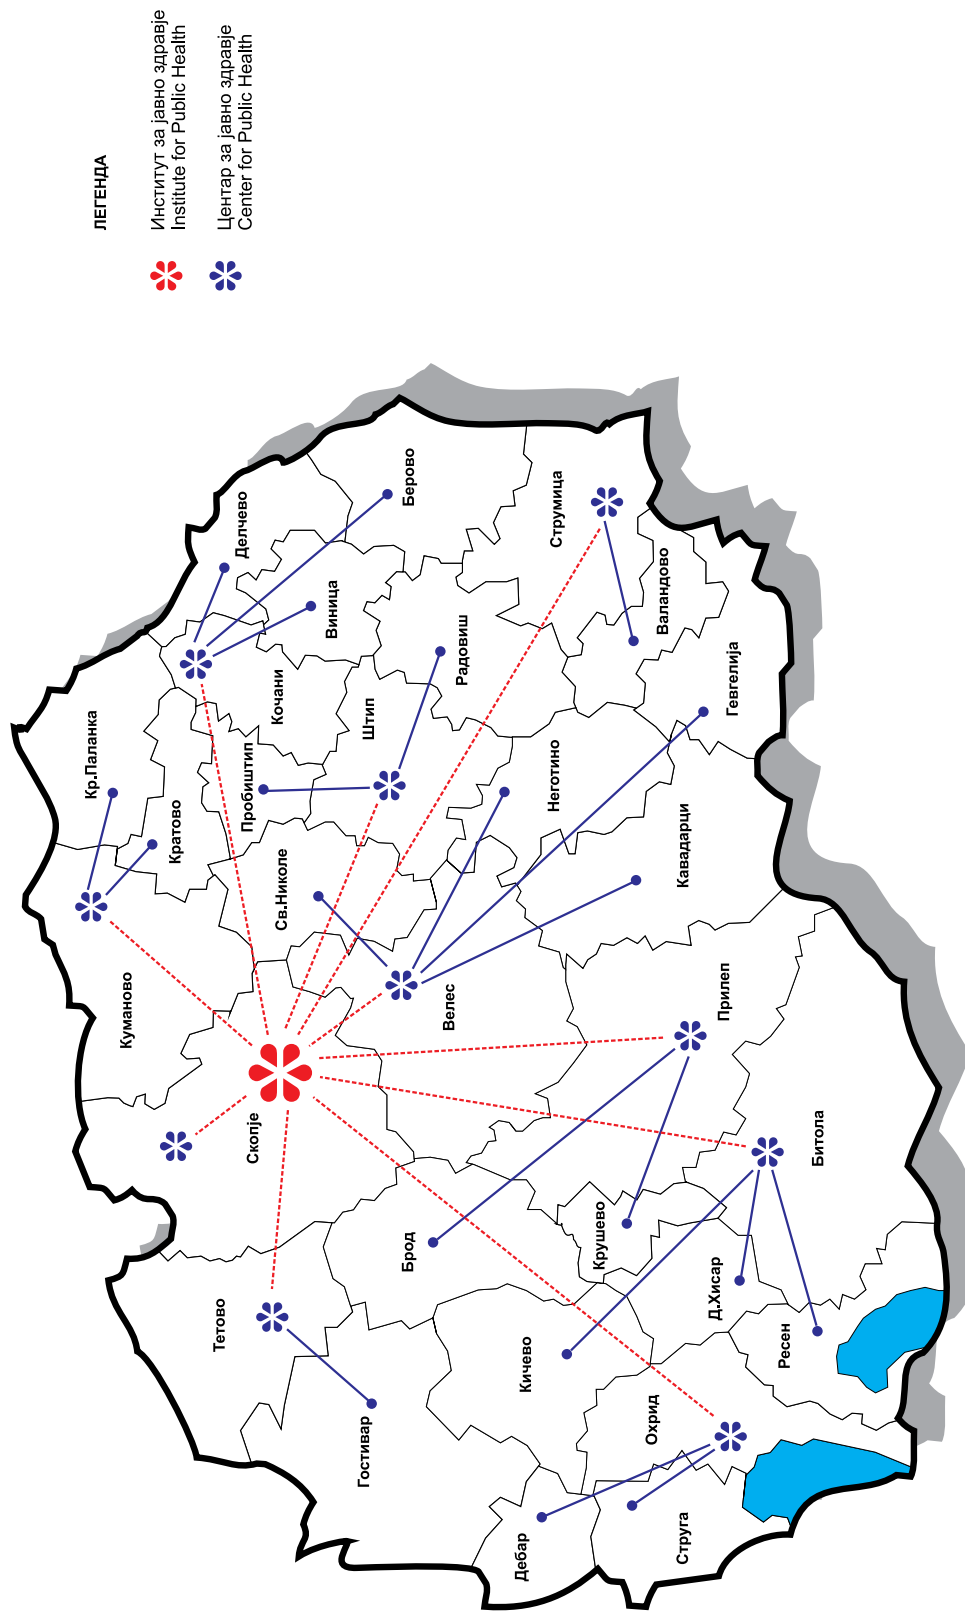 ЛЕГЕНДА
Институт за јавно здравје
Institute for Public Health
Центар за јавно здравје
Center for Public Health
Кр.Паланка
Куманово
Кратово
Делчево
Пробиштип
Кочани
Виница
Берово
Св.Николе
Штип
Скопје
Тетово
Радовиш
Велес
Гостивар
Брод
Струмица
Неготино
Кичево
Крушево
Валандово
Дебар
Охрид
Кавадарци
Прилеп
Гевгелија
Струга
Д.Хисар
Ресен
Битола